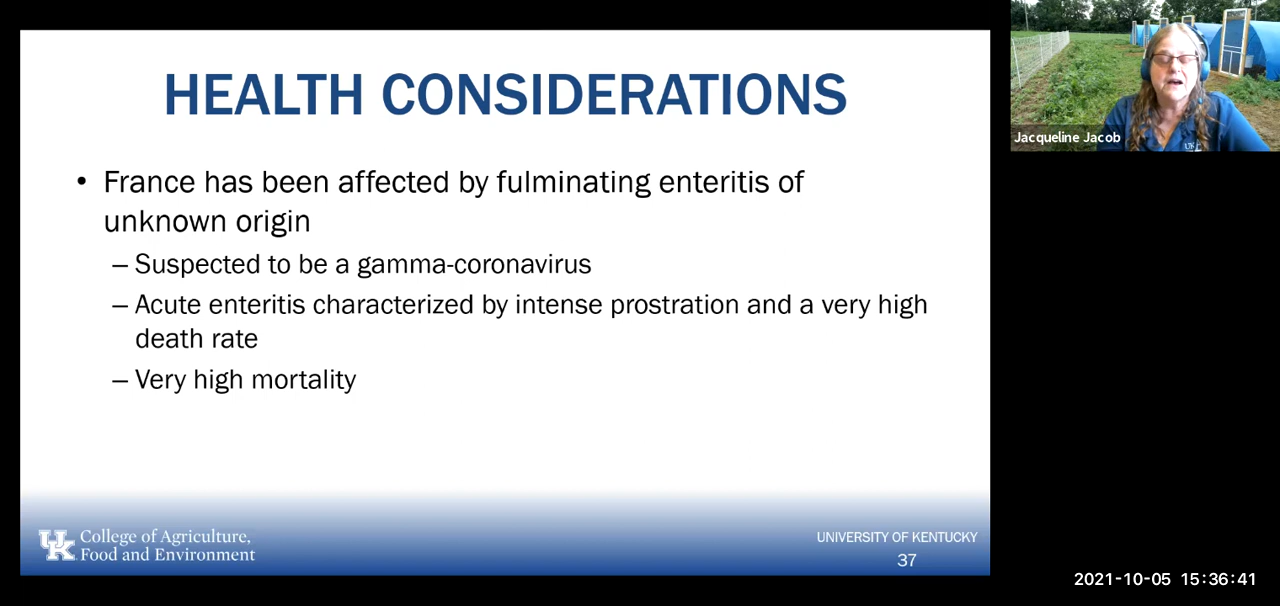 HEALTH CONSIDERATIONS
• France has been affected by fulminating enteritis of
unknown origin
– Suspected to be a gamma-coronavirus
– Acute enteritis characterized by intense prostration and a very high
death rate
– Very high mortality
UK College of Agriculture,
Food and Environment
UNIVERSITY OF KENTUCKY
37
Jacqueline Jacob
2021-10-05 15:36:41